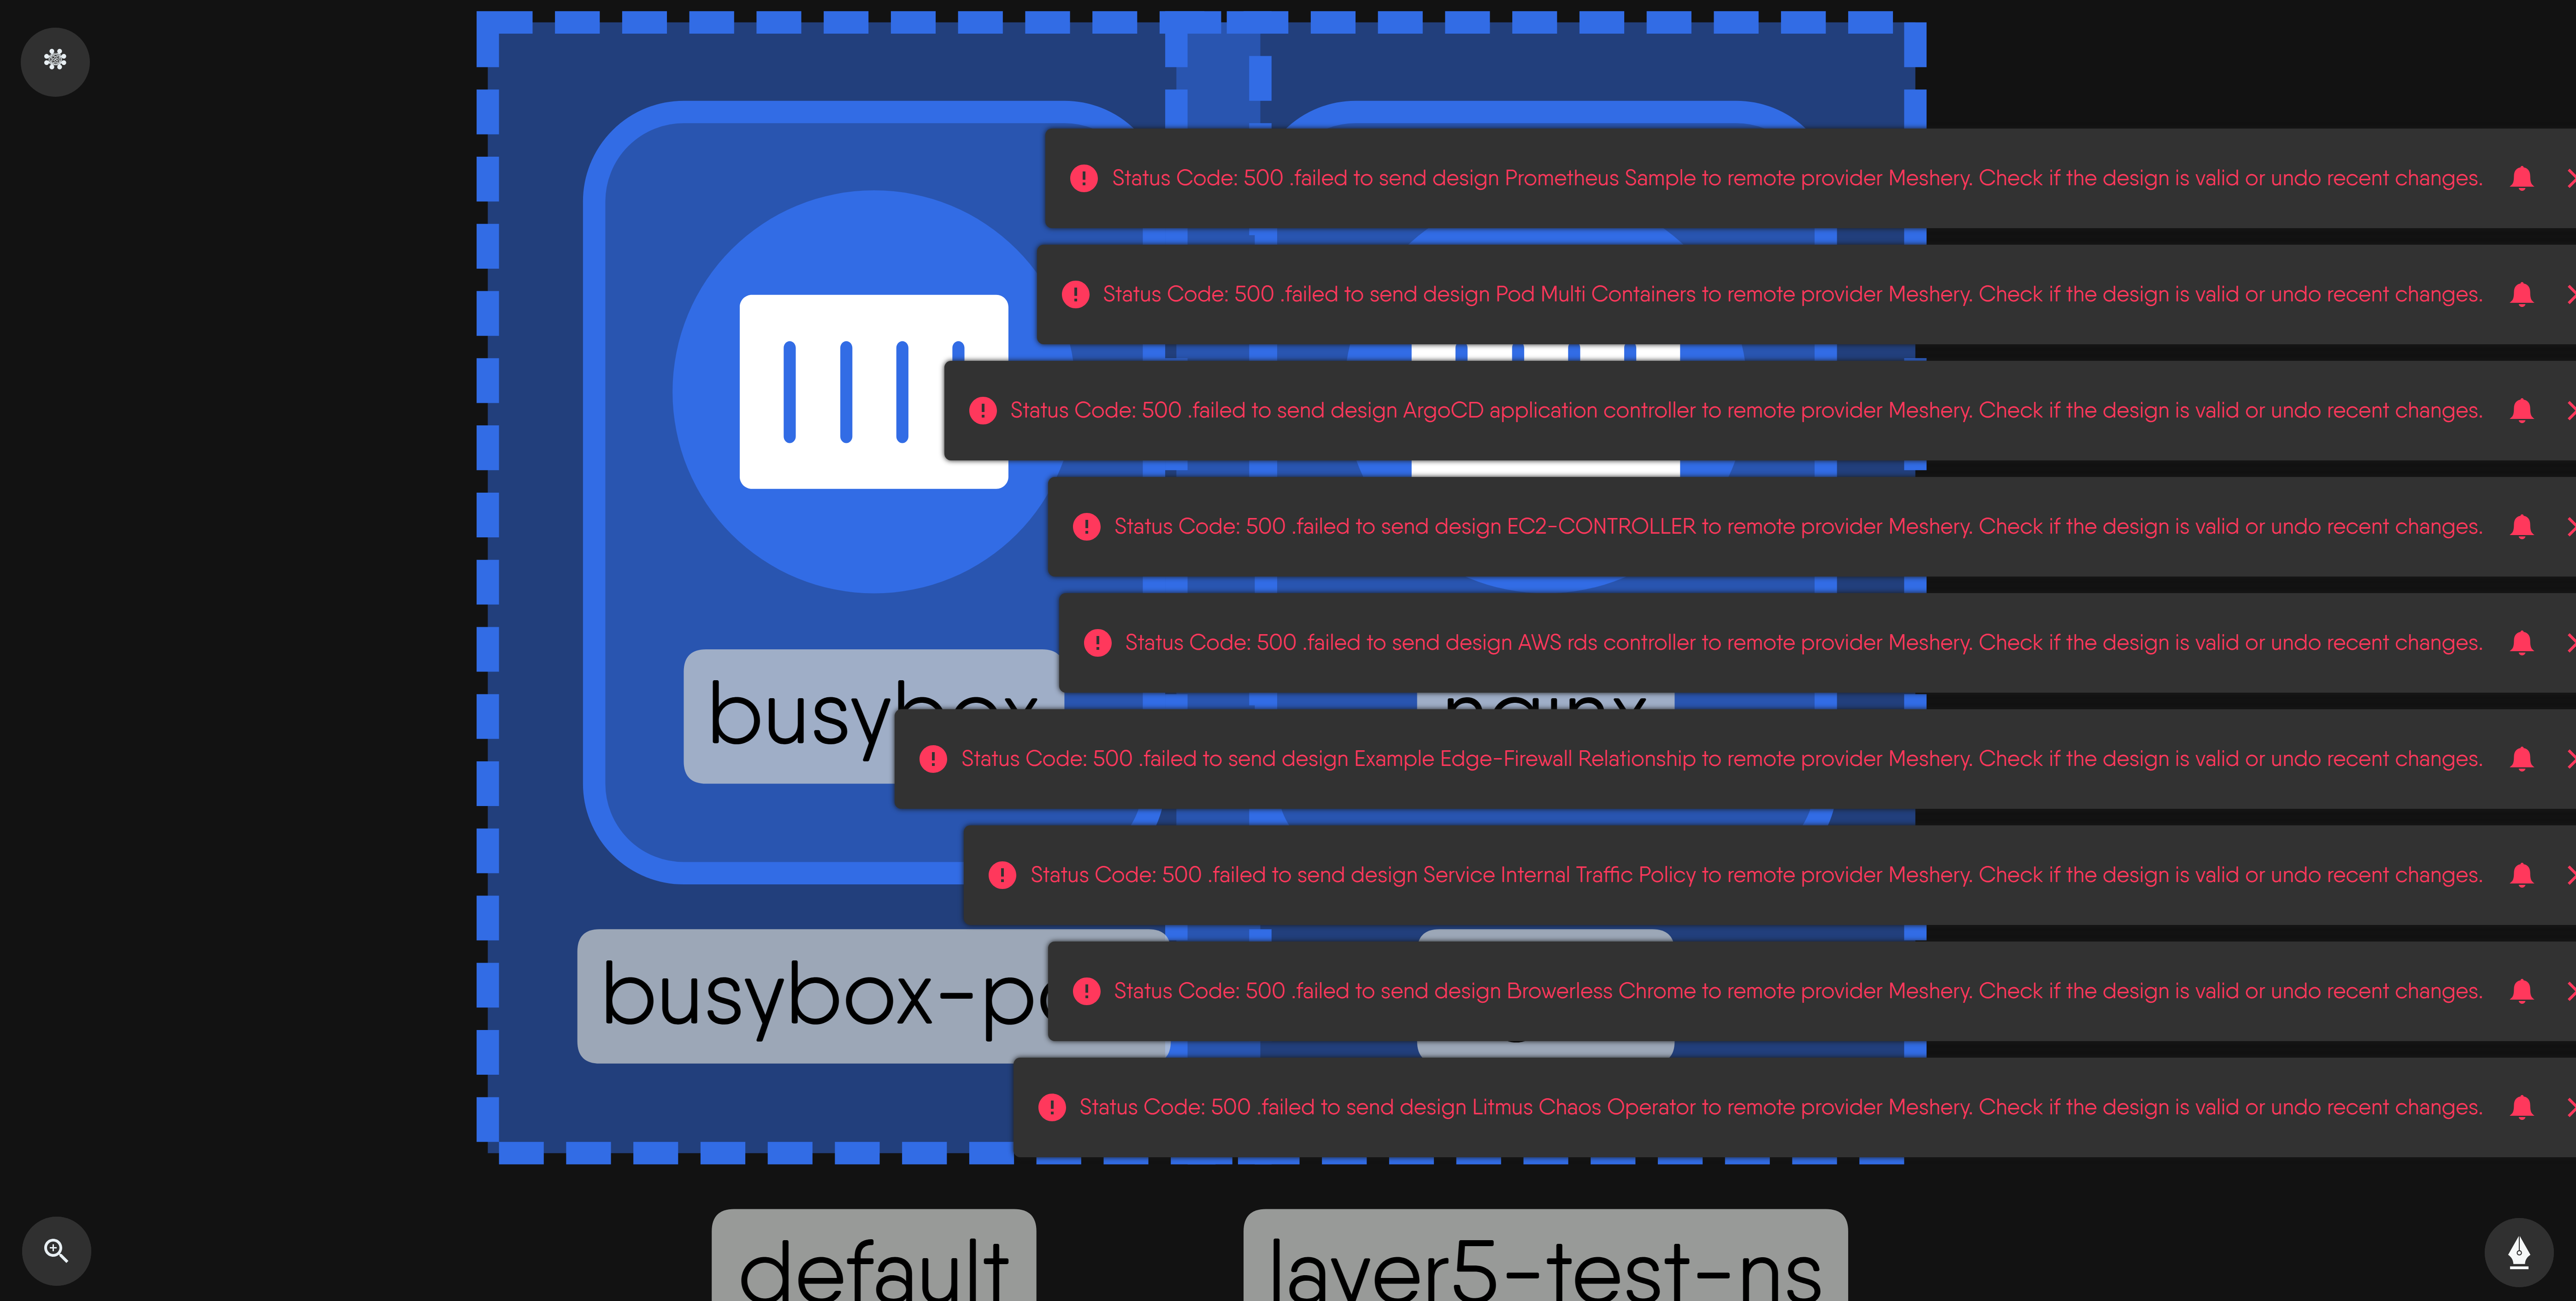 Status Code: 500 .failed to send design Prometheus Sample to remote provider Meshery. Check if the design is valid or undo recent changes.
Status Code: 500 .failed to send design Pod Multi Containers to remote provider Meshery. Check if the design is valid or undo recent changes.
Status Code: 500 .failed to send design ArgoCD application controller to remote provider Meshery. Check if the design is valid or undo recent changes.
Status Code: 500 .failed to send design EC2-CONTROLLER to remote provider Meshery. Check if the design is valid or undo recent changes.
Status Code: 500 .failed to send design AWS rds controller to remote provider Meshery. Check if the design is valid or undo recent changes.
busybox
nginx
Status Code: 500 .failed to send design Example Edge-Firewall Relationship to remote provider Meshery. Check if the design is valid or undo recent changes.
Status Code: 500 .failed to send design Service Internal Traffic Policy to remote provider Meshery. Check if the design is valid or undo recent changes.
Status Code: 500 .failed to send design Browerless Chrome to remote provider Meshery. Check if the design is valid or undo recent changes.
busybox-p
Status Code: 500 .failed to send design Litmus Chaos Operator to remote provider Meshery. Check if the design is valid or undo recent changes.
default
layer5-test-ns